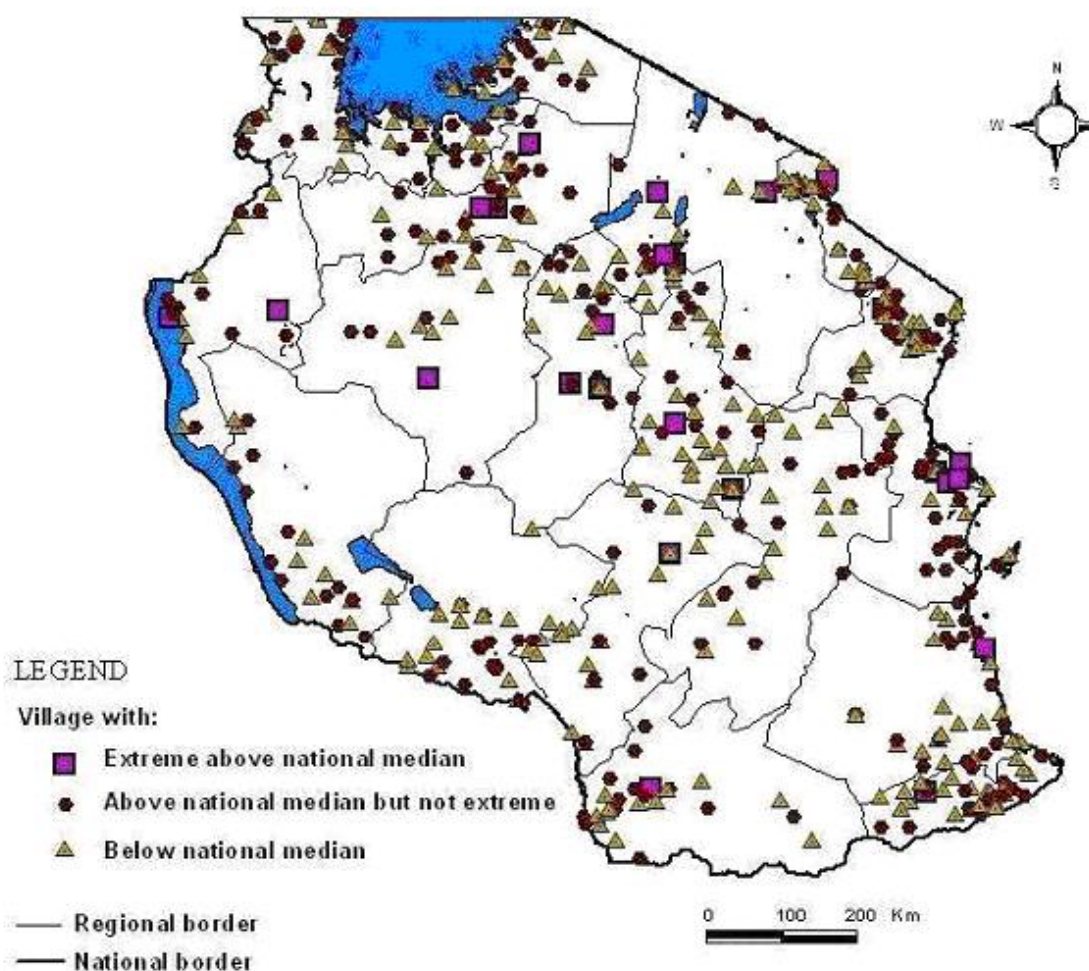 N
W
S
LEGEND
Village with:
Extreme above national median
Above national median but not extreme
Below national median
Regional border
National border
0 100 200 Km